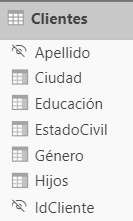 Clientes
Apellido
Ciudad
Educación
EstadoCivil
Género
Hijos
IdCliente